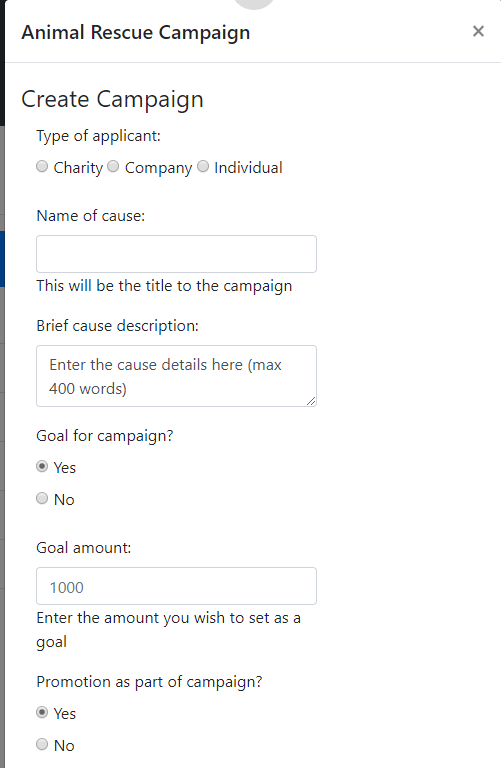 Animal Rescue Campaign ×
Create Campaign
Type of applicant:
Charity Company Individual
Name of cause:
This will be the title to the campaign
Brief cause description:
Enter the cause details here (max
400 words)
Goal for campaign?
Yes
No
Goal amount:
1000
Enter the amount you wish to set as a
goal
Promotion as part of campaign?
Yes
No